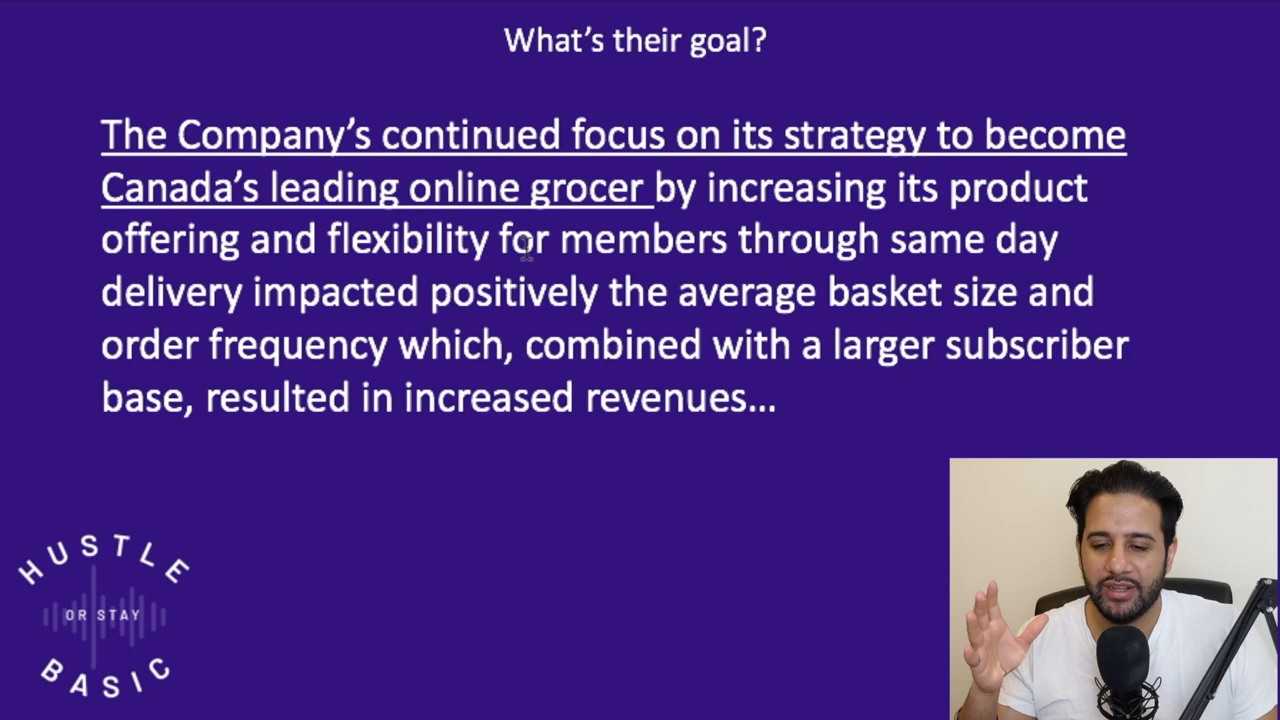 What’s their goal?
The Company’s continued focus on its strategy to become
Canada’s leading online grocer by increasing its product
offering and flexibility for members through same day
delivery impacted positively the average basket size and
order frequency which, combined with a larger subscriber
base, resulted in increased revenues…
HUSTLE
OR STAY
BASIC